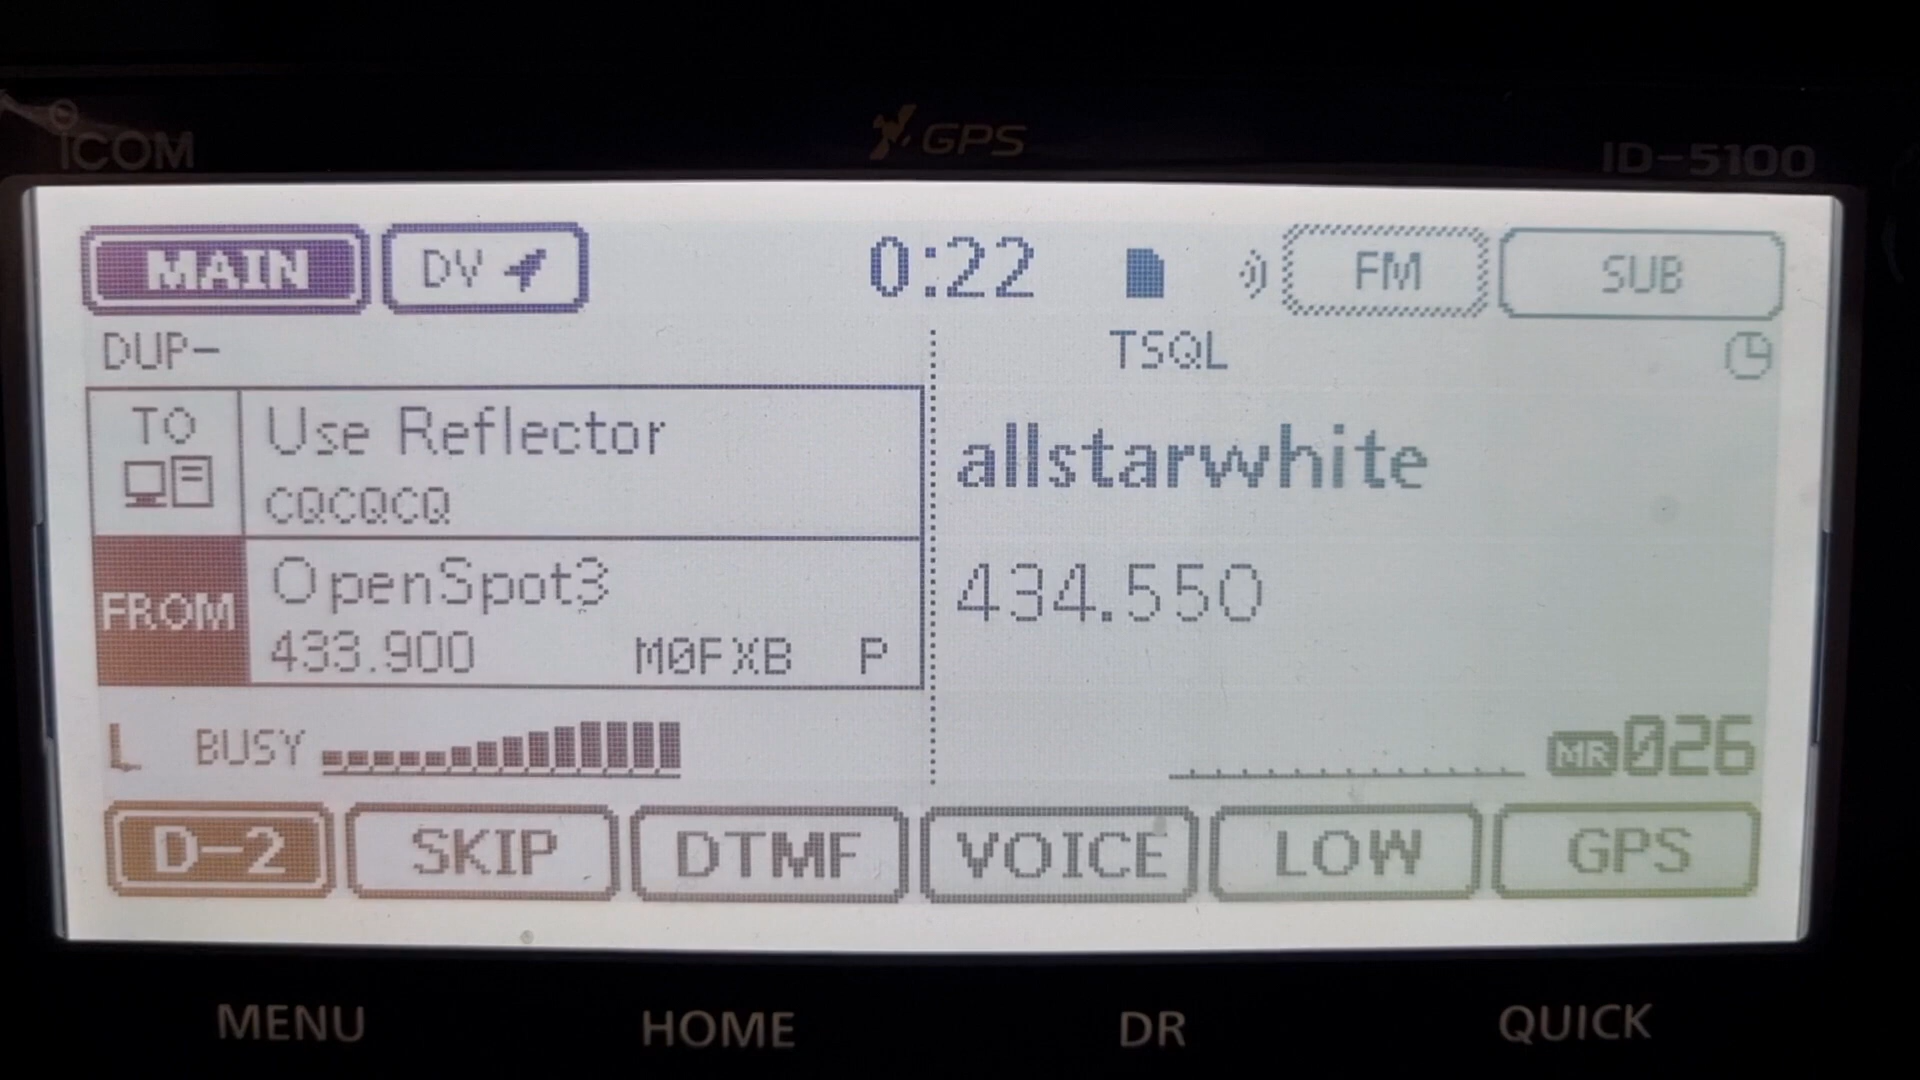 iCOM
GPS
ID-5100
MAIN
DV
0:22
FM
SUB
DUP-
TSQL
TO
Use Reflector
CQCQCQ
FROM
OpenSpot3
433.900
MØFXB
P
allstarwhite
434.550
L
BUSY
MR
026
D-2
SKIP
DTMF
VOICE
LOW
GPS
MENU
HOME
DR
QUICK